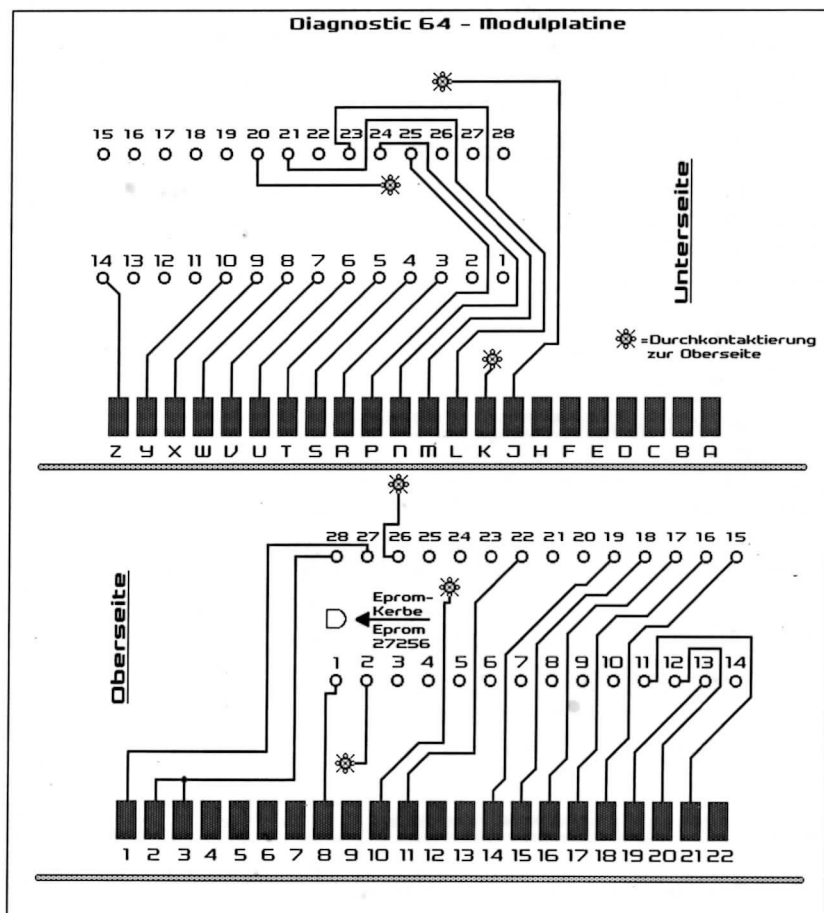 Diagnostic 64 - Modulplatine
15 16 17 18 19 20 21 22 23 24 25 26 27 28
14 13 12 11 10 9 8 7 6 5 4 3 2 1
Unterseite
=Durchkontaktierung
zur Oberseite
Z Y X W V U T S R P N M L K J H F E D C B A
28 27 26 25 24 23 22 21 20 19 18 17 16 15
Oberseite
Eprom-
Kerbe
Eprom
27256
1 2 3 4 5 6 7 8 9 10 11 12 13 14
1 2 3 4 5 6 7 8 9 10 11 12 13 14 15 16 17 18 19 20 21 22